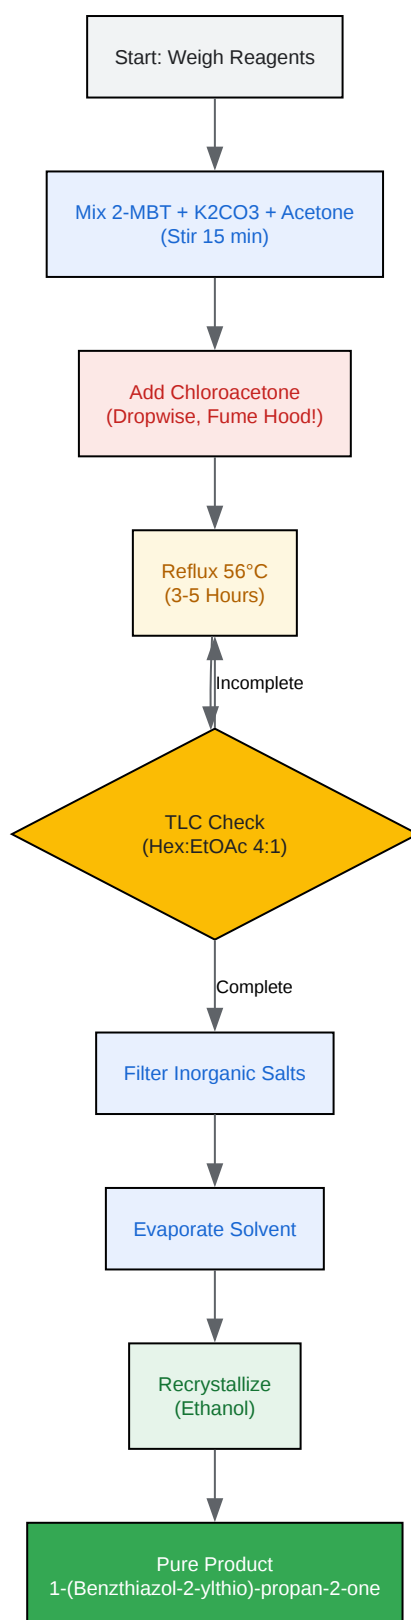 Start: Weigh Reagents
Mix 2-MBT + K2CO3 + Acetone
(Stir 15 min)
Add Chloroacetone
(Dropwise, Fume Hood!)
Reflux 56°C
(3-5 Hours)
Incomplete
TLC Check
(Hex:EtOAc 4:1)
Complete
Filter Inorganic Salts
Evaporate Solvent
Recrystallize
(Ethanol)
Pure Product
1-(Benzthiazol-2-ylthio)-propan-2-one